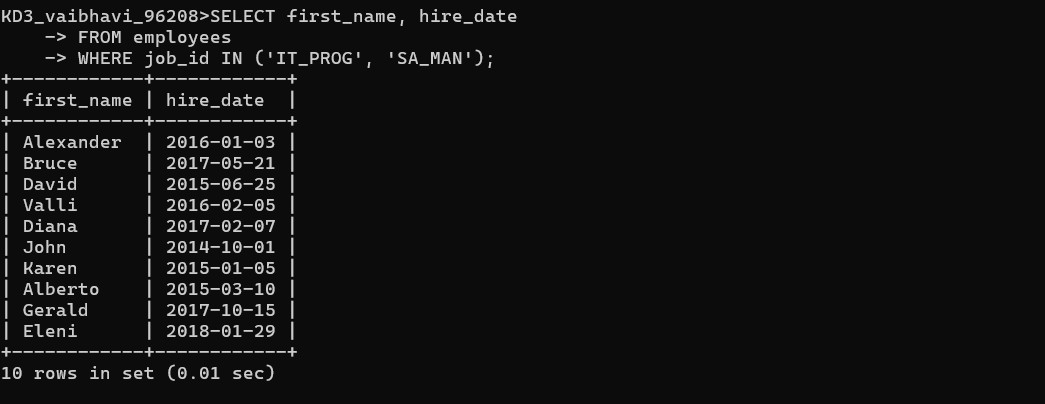 KD3_vaibhavi_96208>SELECT first_name, hire_date
    -> FROM employees
    -> WHERE job_id IN ('IT_PROG', 'SA_MAN');
+------------+------------+
| first_name | hire_date  |
+------------+------------+
| Alexander  | 2016-01-03 |
| Bruce      | 2017-05-21 |
| David      | 2015-06-25 |
| Valli      | 2016-02-05 |
| Diana      | 2017-02-07 |
| John       | 2014-10-01 |
| Karen      | 2015-01-05 |
| Alberto    | 2015-03-10 |
| Gerald     | 2017-10-15 |
| Eleni      | 2018-01-29 |
+------------+------------+
10 rows in set (0.01 sec)